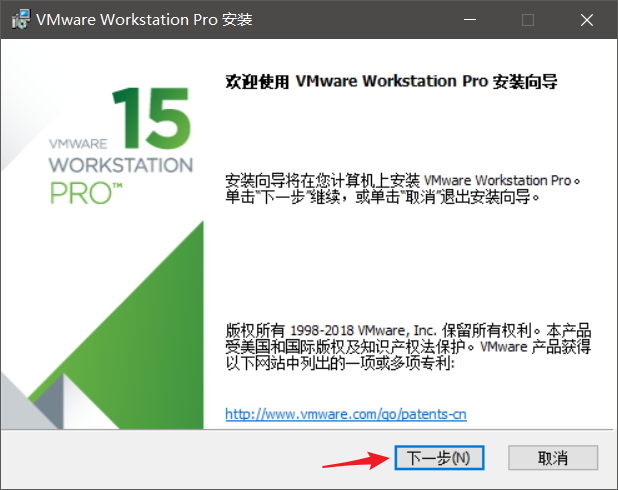 VMware Workstation Pro 安装
欢迎使用 VMware Workstation Pro 安装向导
15
VMWARE
WORKSTATION
PRO™
安装向导将在您计算机上安装 VMware Workstation Pro。
单击“下一步”继续，或单击“取消”退出安装向导。
版权所有 1998-2018 VMware, Inc. 保留所有权利。本产品
受美国和国际版权及知识产权法保护。VMware 产品获得
以下网站中列出的一项或多项专利:
http://www.vmware.com/go/patents-cn
下一步(N)
取消